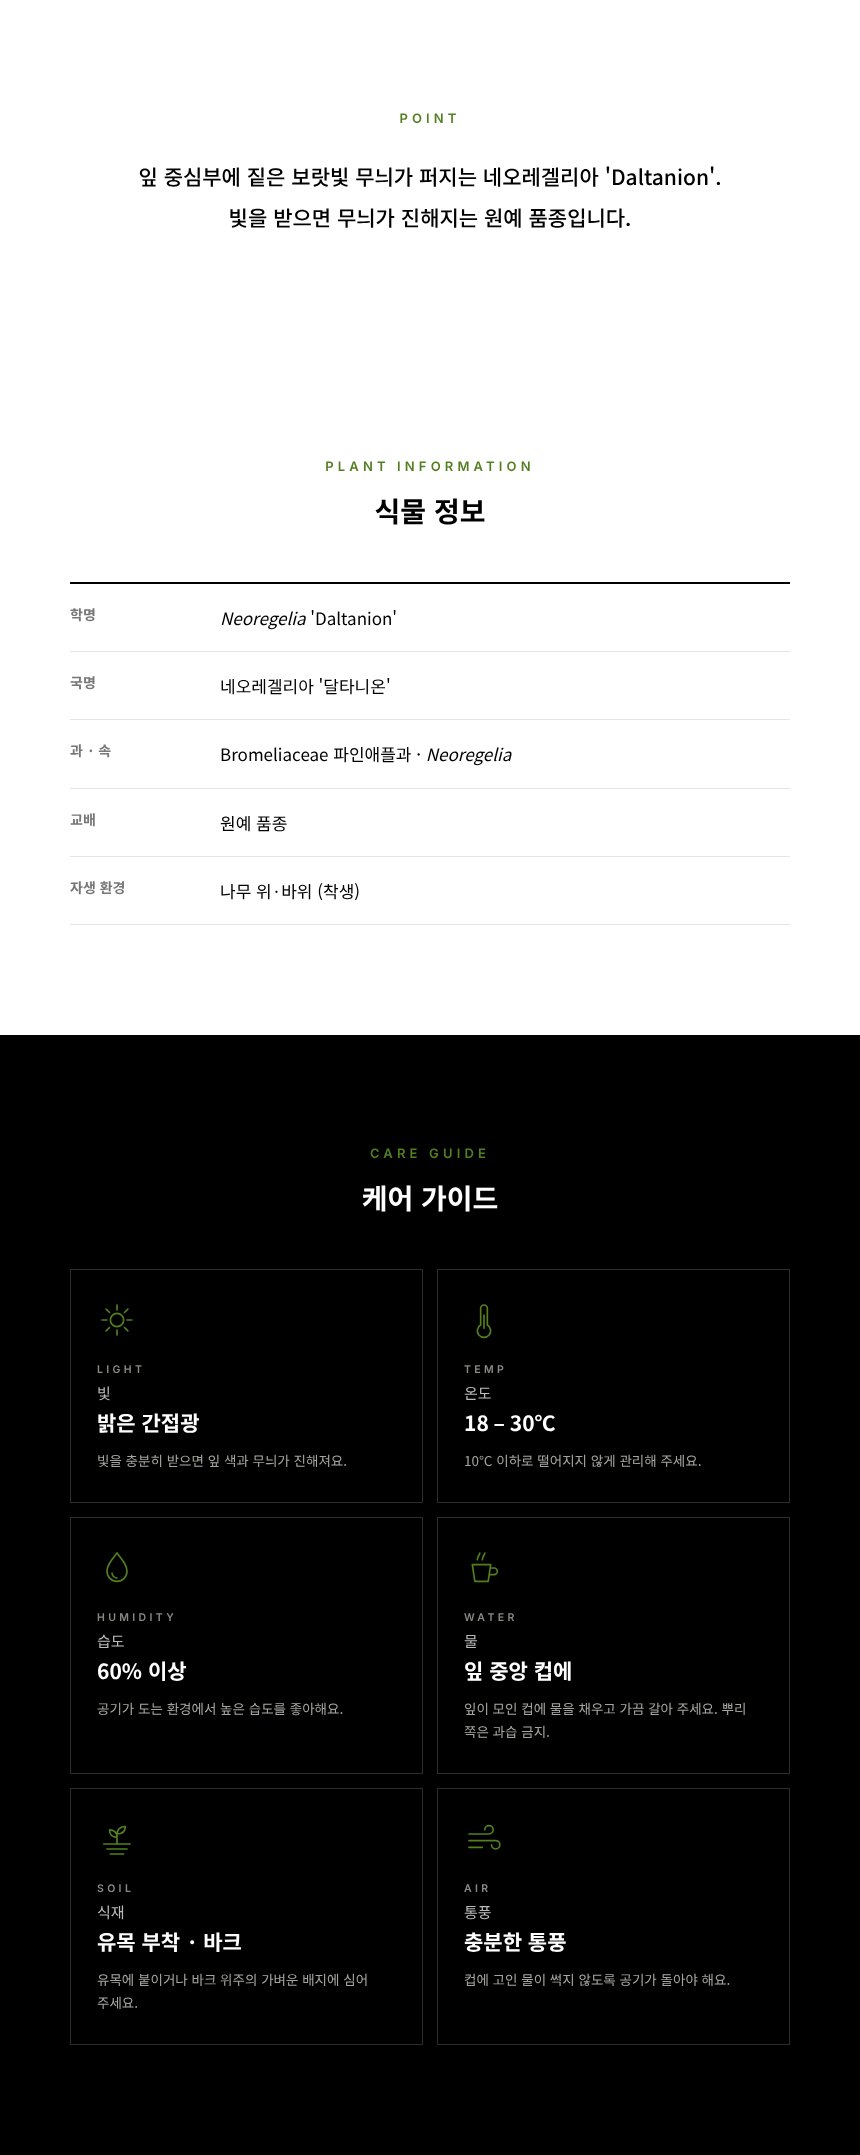 POINT
잎 중심부에 짙은 보랏빛 무늬가 퍼지는 네오레겔리아 'Daltanion'.
빛을 받으면 무늬가 진해지는 원예 품종입니다.
PLANT INFORMATION
식물 정보
학명 Neoregelia 'Daltanion'
국명 네오레겔리아 '달타니온'
과 · 속 Bromeliaceae 파인애플과 · Neoregelia
교배 원예 품종
자생 환경 나무 위·바위 (착생)
CARE GUIDE
케어 가이드
LIGHT
빛
밝은 간접광
빛을 충분히 받으면 잎 색과 무늬가 진해져요.
TEMP
온도
18 – 30°C
10°C 이하로 떨어지지 않게 관리해 주세요.
HUMIDITY
습도
60% 이상
공기가 도는 환경에서 높은 습도를 좋아해요.
WATER
물
잎 중앙 컵에
잎이 모인 컵에 물을 채우고 가끔 갈아 주세요. 뿌리
쪽은 과습 금지.
SOIL
식재
유목 부착 · 바크
유목에 붙이거나 바크 위주의 가벼운 배지에 심어
주세요.
AIR
통풍
충분한 통풍
컵에 고인 물이 썩지 않도록 공기가 돌아야 해요.